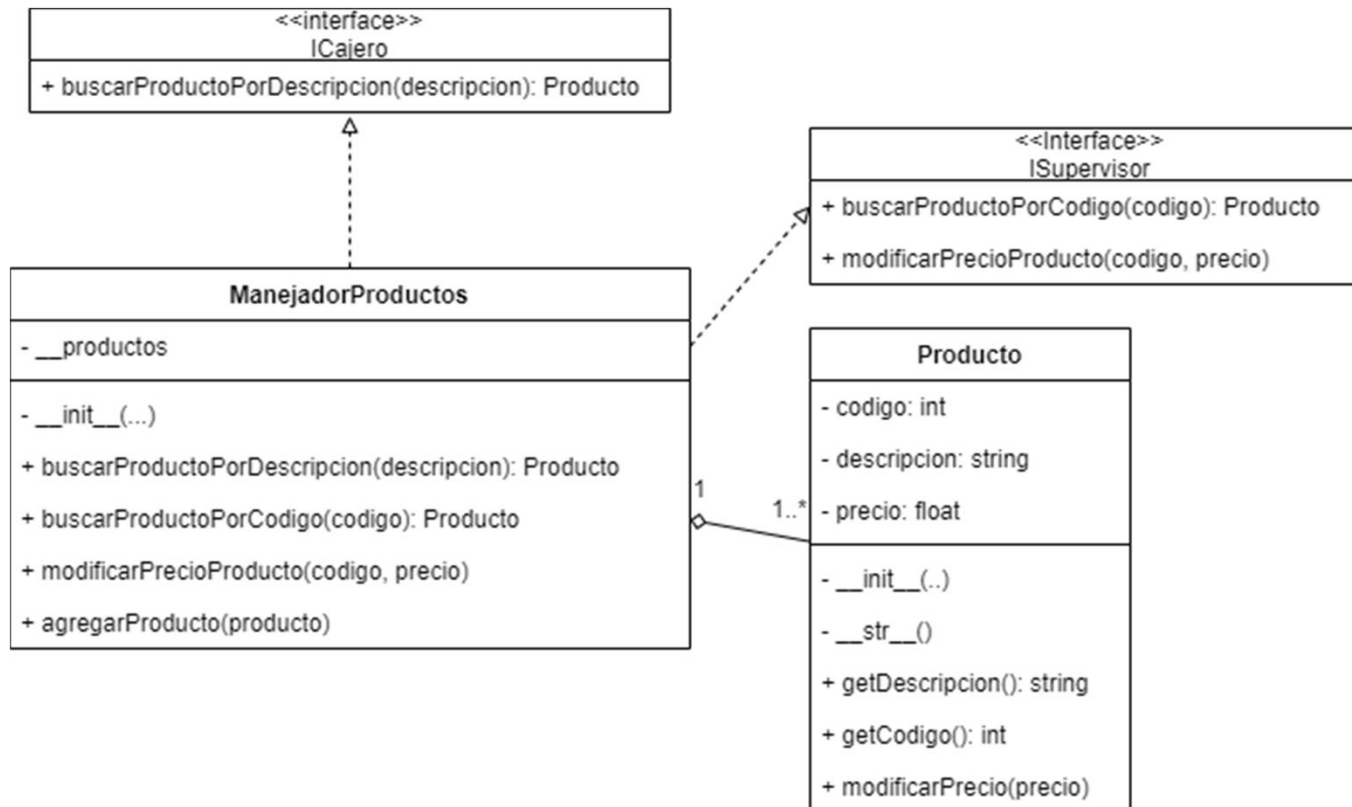 <<interface>>
ICajero
+ buscarProductoPorDescripcion(descripcion): Producto
<<Interface>>
ISupervisor
+ buscarProductoPorCodigo(codigo): Producto
+ modificarPrecioProducto(codigo, precio)
ManejadorProductos
- __productos
- __init__(...)
+ buscarProductoPorDescripcion(descripcion): Producto
+ buscarProductoPorCodigo(codigo): Producto
+ modificarPrecioProducto(codigo, precio)
+ agregarProducto(producto)
1
1..*
Producto
- codigo: int
- descripcion: string
- precio: float
- __init__(..)
- __str__()
+ getDescripcion(): string
+ getCodigo(): int
+ modificarPrecio(precio)